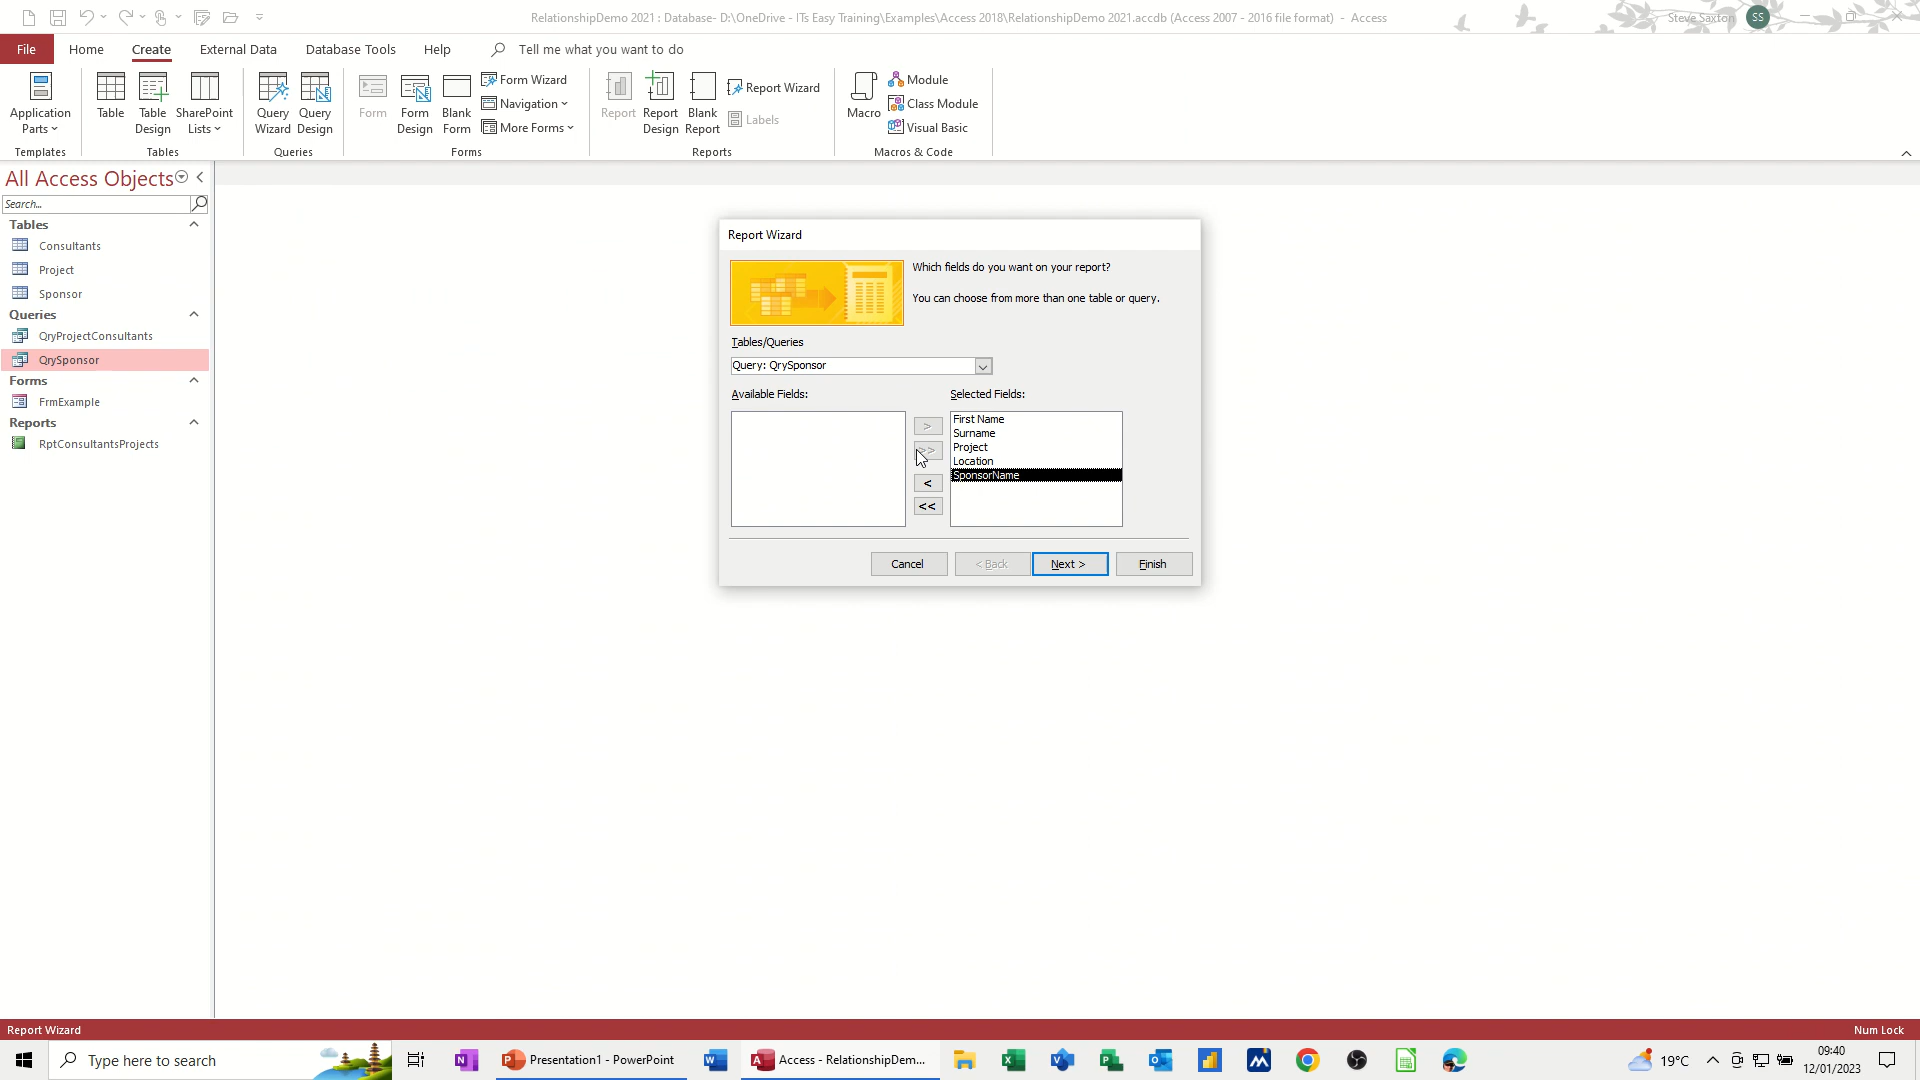 RelationshipDemo 2021 : Database- D:\OneDrive - ITs Easy Training\Examples\Access 2018\RelationshipDemo 2021.accdb (Access 2007 - 2016 file format) - Access
Steve Saxton
SS
File
Home
Create
External Data
Database Tools
Help
Tell me what you want to do
Application
Parts
Table
Table
Design
SharePoint
Lists
Query
Wizard
Query
Design
Form
Form
Design
Blank
Form
Form Wizard
Navigation
More Forms
Report
Report
Design
Blank
Report
Report Wizard
Labels
Macro
Module
Class Module
Visual Basic
Templates
Tables
Queries
Forms
Reports
Macros & Code
All Access Objects
Search...
Tables
Consultants
Project
Sponsor
Queries
QryProjectConsultants
QrySponsor
Forms
FrmExample
Reports
RptConsultantsProjects
Report Wizard
Which fields do you want on your report?
You can choose from more than one table or query.
Tables/Queries
Query: QrySponsor
Available Fields:
Selected Fields:
First Name
Surname
Project
Location
SponsorName
>
>>
<
<<
Cancel
< Back
Next >
Finish
Report Wizard
Num Lock
Type here to search
Presentation1 - PowerPoint
Access - RelationshipDem...
19°C
09:40
12/01/2023